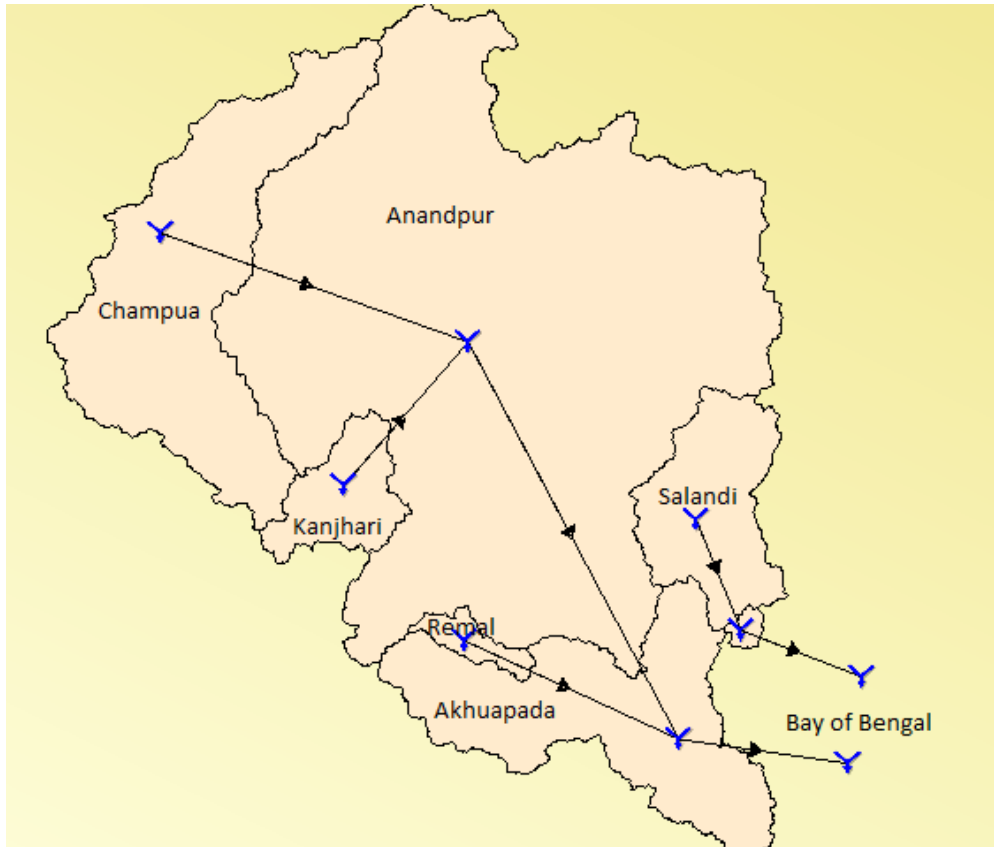 Anandpur
Champua
Salandi
Kanjhari
Remal
Akhuapada
Bay of Bengal